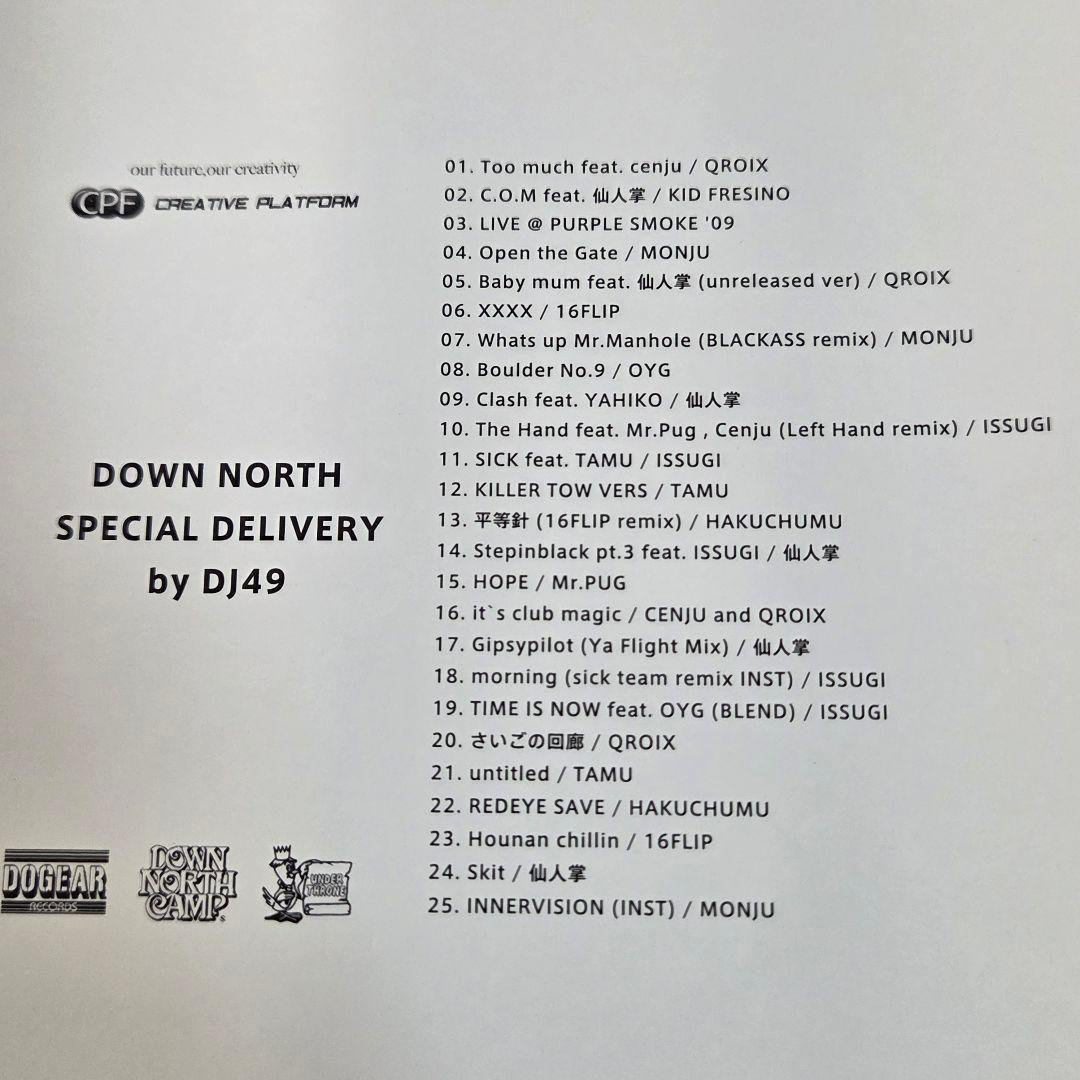 our future,our creativity
CPF CREATIVE PLATFORM
DOWN NORTH
SPECIAL DELIVERY
by DJ49
01. Too much feat. cenju / QROIX
02. C.O.M feat. 仙人掌 / KID FRESINO
03. LIVE @ PURPLE SMOKE '09
04. Open the Gate / MONJU
05. Baby mum feat. 仙人掌 (unreleased ver) / QROIX
06. XXXX / 16FLIP
07. Whats up Mr.Manhole (BLACKASS remix) / MONJU
08. Boulder No.9 / OYG
09. Clash feat. YAHIKO / 仙人掌
10. The Hand feat. Mr.Pug , Cenju (Left Hand remix) / ISSUGI
11. SICK feat. TAMU / ISSUGI
12. KILLER TOW VERS / TAMU
13. 平等針 (16FLIP remix) / HAKUCHUMU
14. Stepinblack pt.3 feat. ISSUGI / 仙人掌
15. HOPE / Mr.PUG
16. it`s club magic / CENJU and QROIX
17. Gipsypilot (Ya Flight Mix) / 仙人掌
18. morning (sick team remix INST) / ISSUGI
19. TIME IS NOW feat. OYG (BLEND) / ISSUGI
20. さいごの回廊 / QROIX
21. untitled / TAMU
22. REDEYE SAVE / HAKUCHUMU
23. Hounan chillin / 16FLIP
24. Skit / 仙人掌
25. INNERVISION (INST) / MONJU
DOGEAR
RECORDS
DOWN
NORTH
CAMPs
UNDER
THRONE